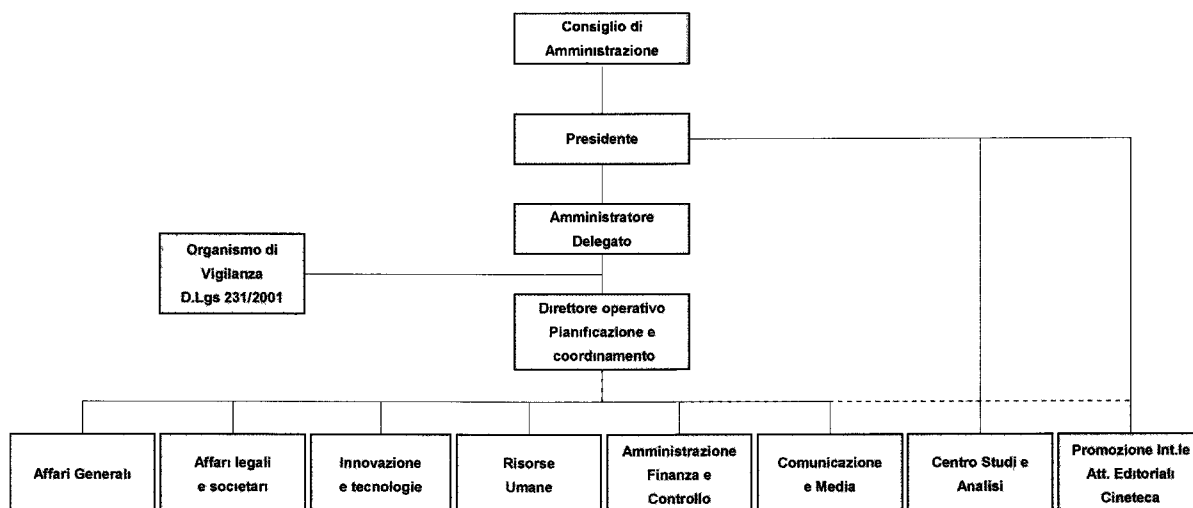 Consiglio di
Amministrazione
Presidente
Amministratore
Delegato
Organismo di
Vigilanza
D.Lgs 231/2001
Direttore operativo
Pianificazione e
coordinamento
Affari Generali
Affari legali
e societari
Innovazione
e tecnologie
Risorse
Umane
Amministrazione
Finanza e
Controllo
Comunicazione
e Media
Centro Studi e
Analisi
Promozione Int.le
Att. Editoriali
Cineteca